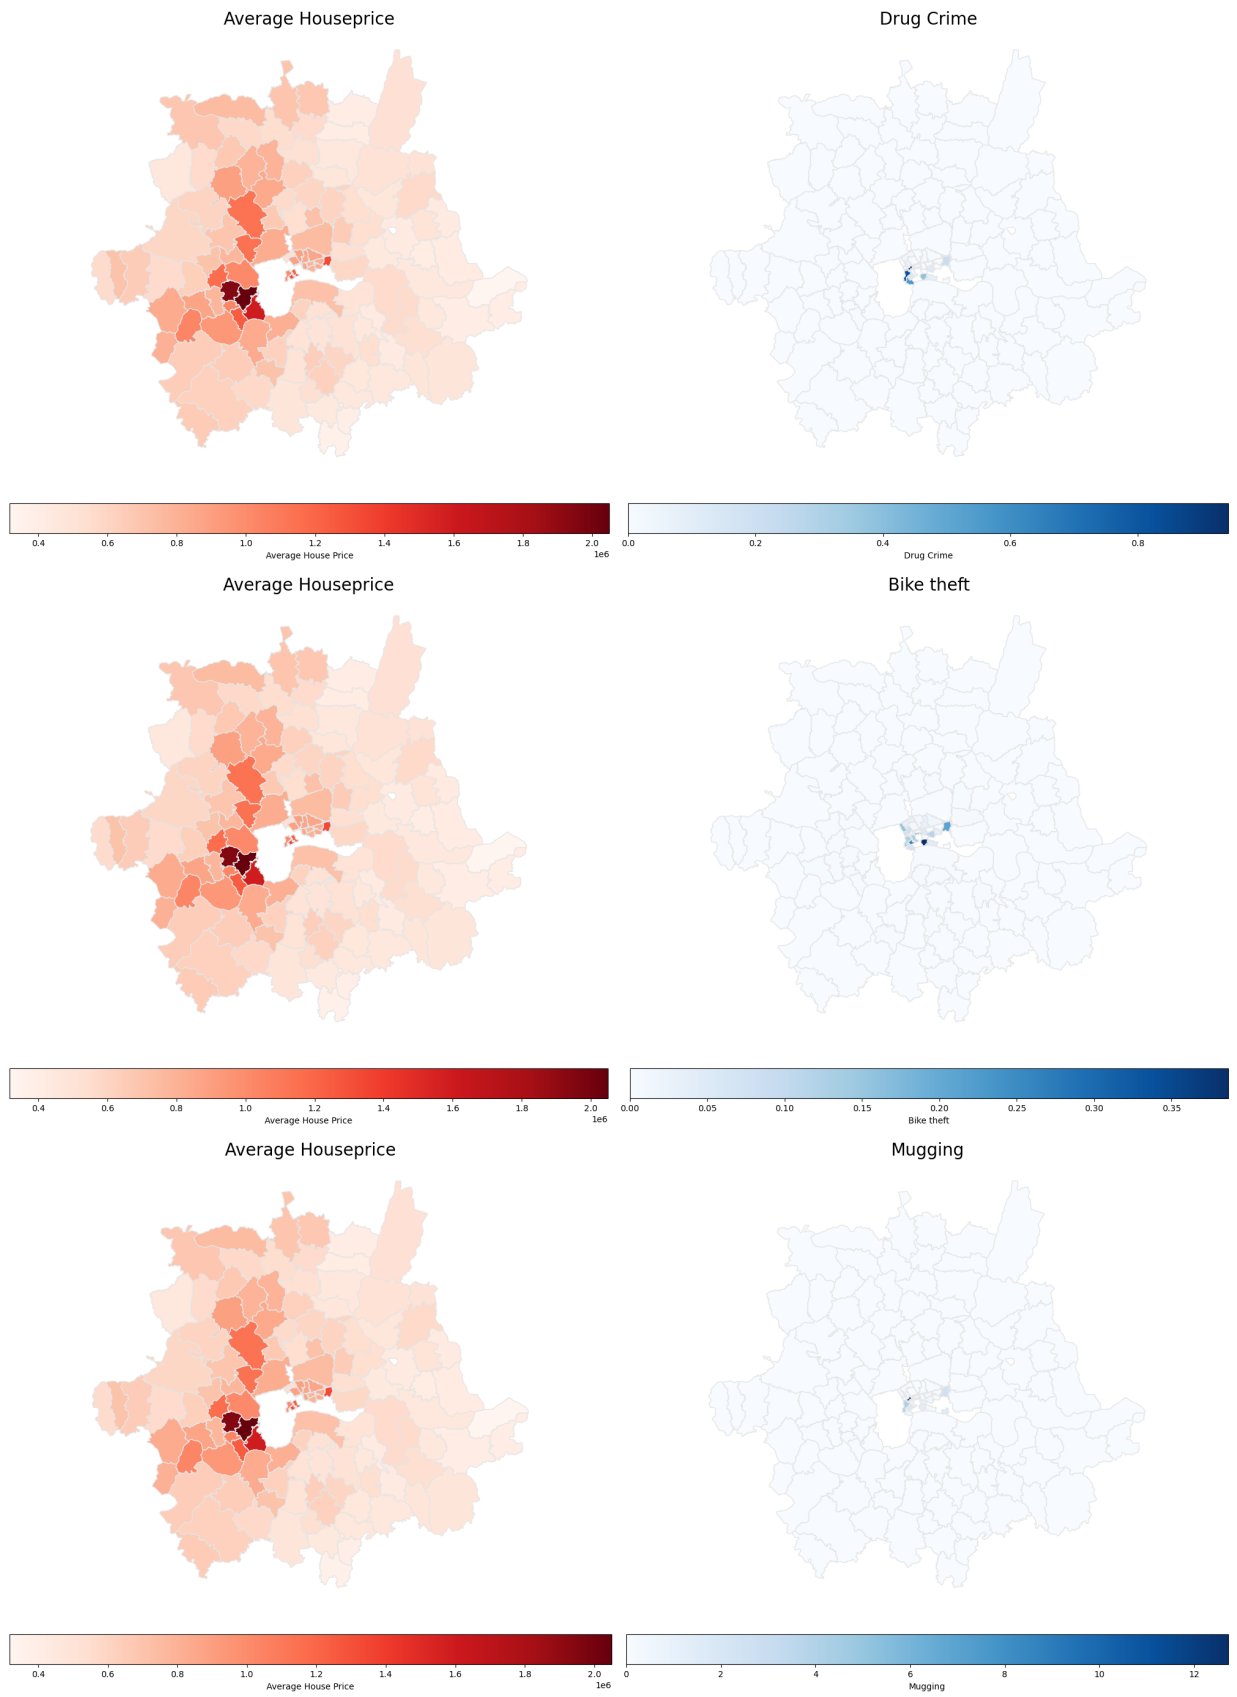 Average Houseprice
Drug Crime
0.4 0.6 0.8 1.0 1.2 1.4 1.6 1.8 2.0
1e6
Average House Price
0.0 0.2 0.4 0.6 0.8
Drug Crime
Average Houseprice
Bike theft
0.4 0.6 0.8 1.0 1.2 1.4 1.6 1.8 2.0
1e6
Average House Price
0.00 0.05 0.10 0.15 0.20 0.25 0.30 0.35
Bike theft
Average Houseprice
Mugging
0.4 0.6 0.8 1.0 1.2 1.4 1.6 1.8 2.0
1e6
Average House Price
0 2 4 6 8 10 12
Mugging